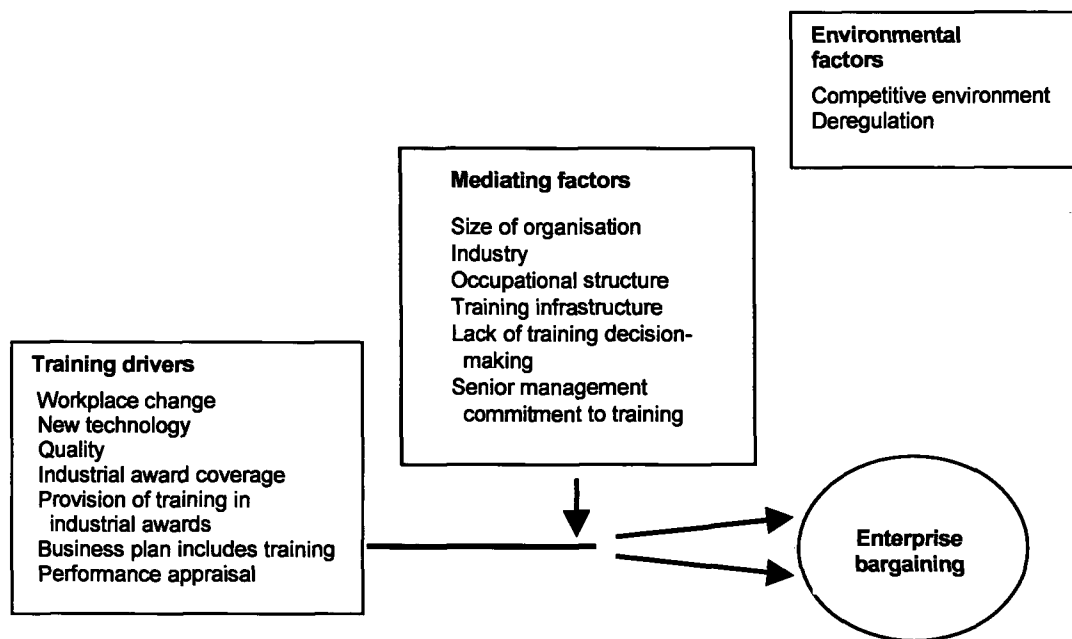 Environmental
factors
Competitive environment
Deregulation
Mediating factors
Size of organisation
Industry
Occupational structure
Training infrastructure
Lack of training decision-
making
Senior management
commitment to training
Training drivers
Workplace change
New technology
Quality
Industrial award coverage
Provision of training in
industrial awards
Business plan includes training
Performance appraisal
Enterprise
bargaining